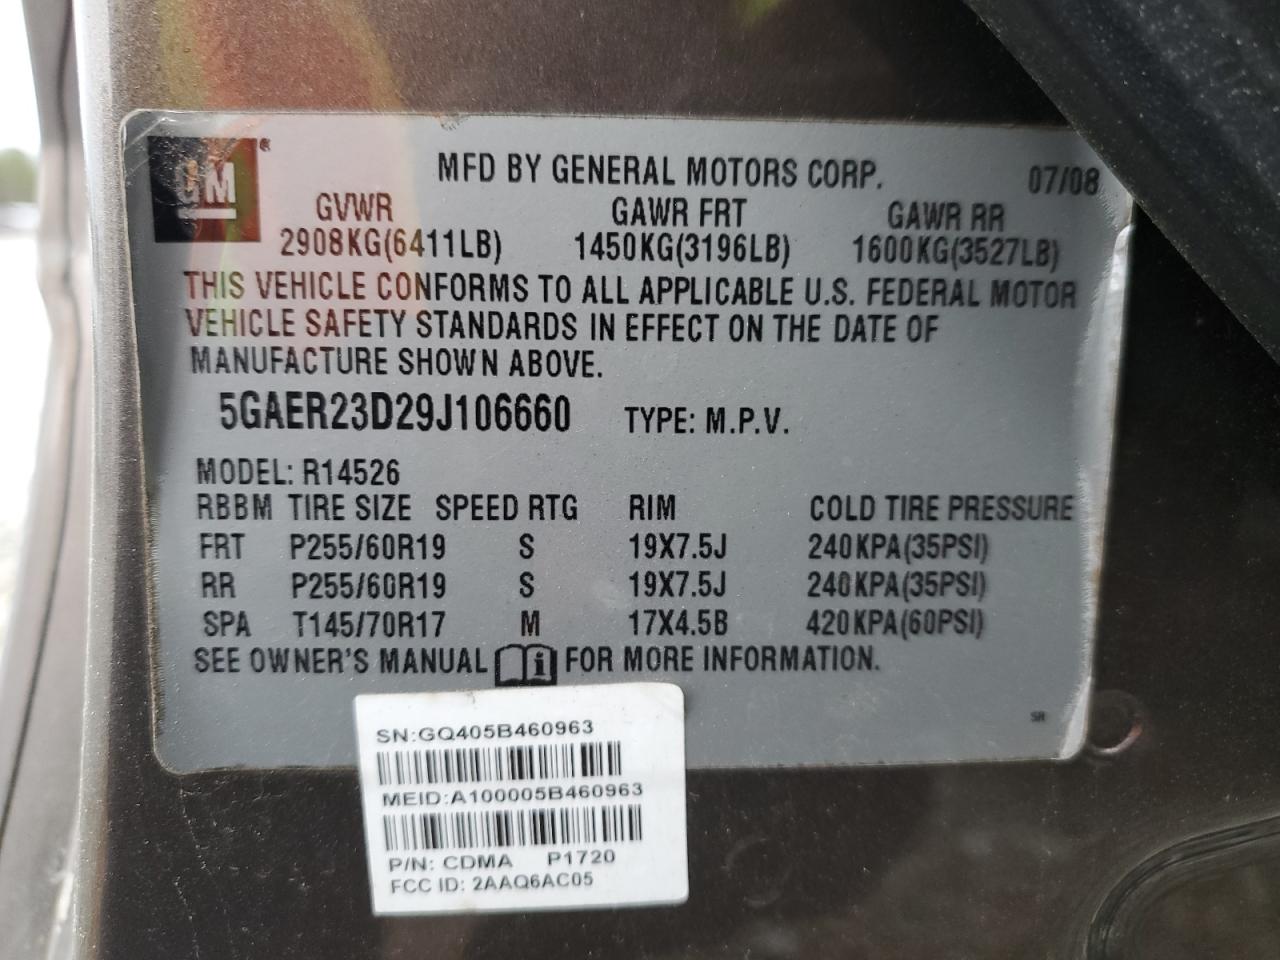 GM ® MFD BY GENERAL MOTORS CORP. 07/08
GVWR GAWR FRT GAWR RR
2908KG(6411LB) 1450KG(3196LB) 1600KG(3527LB)
THIS VEHICLE CONFORMS TO ALL APPLICABLE U.S. FEDERAL MOTOR
VEHICLE SAFETY STANDARDS IN EFFECT ON THE DATE OF
MANUFACTURE SHOWN ABOVE.
5GAER23D29J106660 TYPE: M.P.V.
MODEL: R14526
RBBM TIRE SIZE SPEED RTG RIM COLD TIRE PRESSURE
FRT P255/60R19 S 19X7.5J 240KPA(35PSI)
RR P255/60R19 S 19X7.5J 240KPA(35PSI)
SPA T145/70R17 M 17X4.5B 420KPA(60PSI)
SEE OWNER'S MANUAL i FOR MORE INFORMATION.
SR
SN:GQ405B460963
MEID:A100005B460963
P/N: CDMA P1720
FCC ID: 2AAQ6AC05